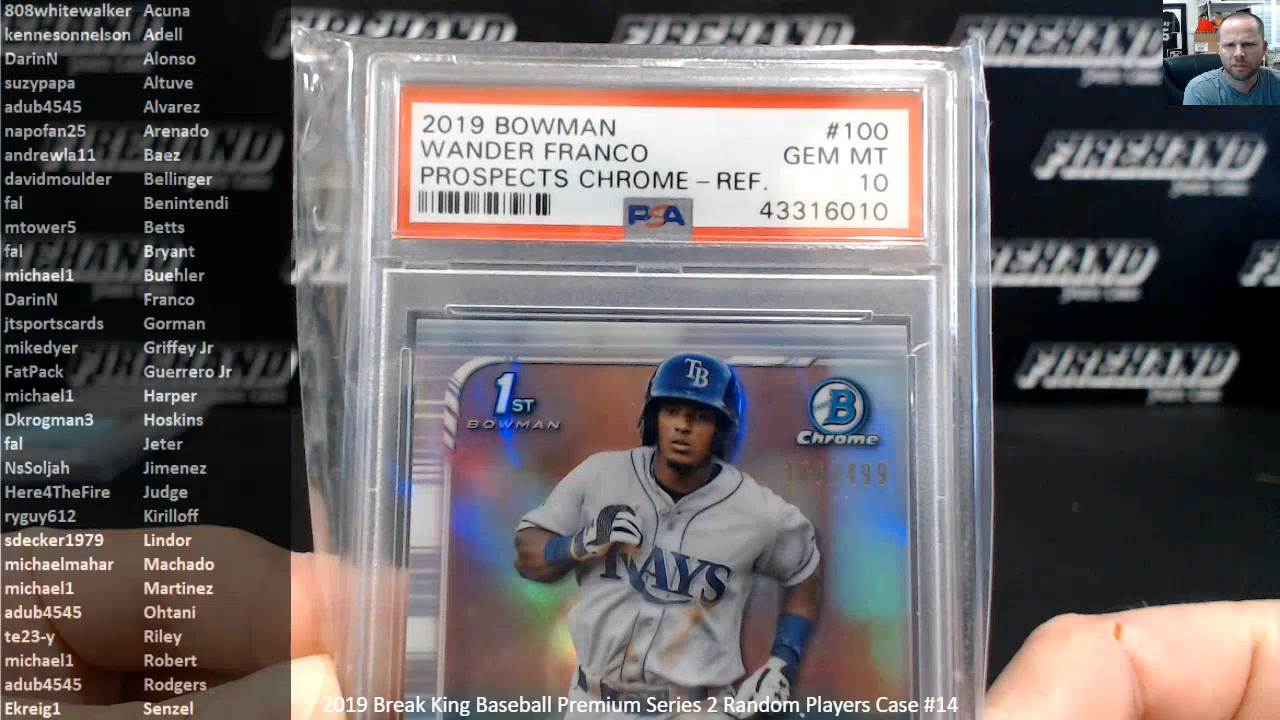 808whitewalker Acuna
kennesonnelson Adell
DarinN Alonso
suzypapa Altuve
adub4545 Alvarez
napofan25 Arenado
andrewla11 Baez
davidmoulder Bellinger
fal Benintendi
mtower5 Betts
fal Bryant
michael1 Buehler
DarinN Franco
jtsportscards Gorman
mikedyer Griffey Jr
FatPack Guerrero Jr
michael1 Harper
Dkrogman3 Hoskins
fal Jeter
NsSoljah Jimenez
Here4TheFire Judge
ryguy612 Kirilloff
sdecker1979 Lindor
michaelmahar Machado
michael1 Martinez
adub4545 Ohtani
te23-y Riley
michael1 Robert
adub4545 Rodgers
Ekreig1 Senzel
2019 BOWMAN #100
WANDER FRANCO GEM MT
PROSPECTS CHROME – REF. 10
PSA 43316010
1ST
BOWMAN
TB
B
Chrome
/499
RAYS
FIREHAND
FIREHAND
FIREHAND
FIREHAND
2019 Break King Baseball Premium Series 2 Random Players Case #14